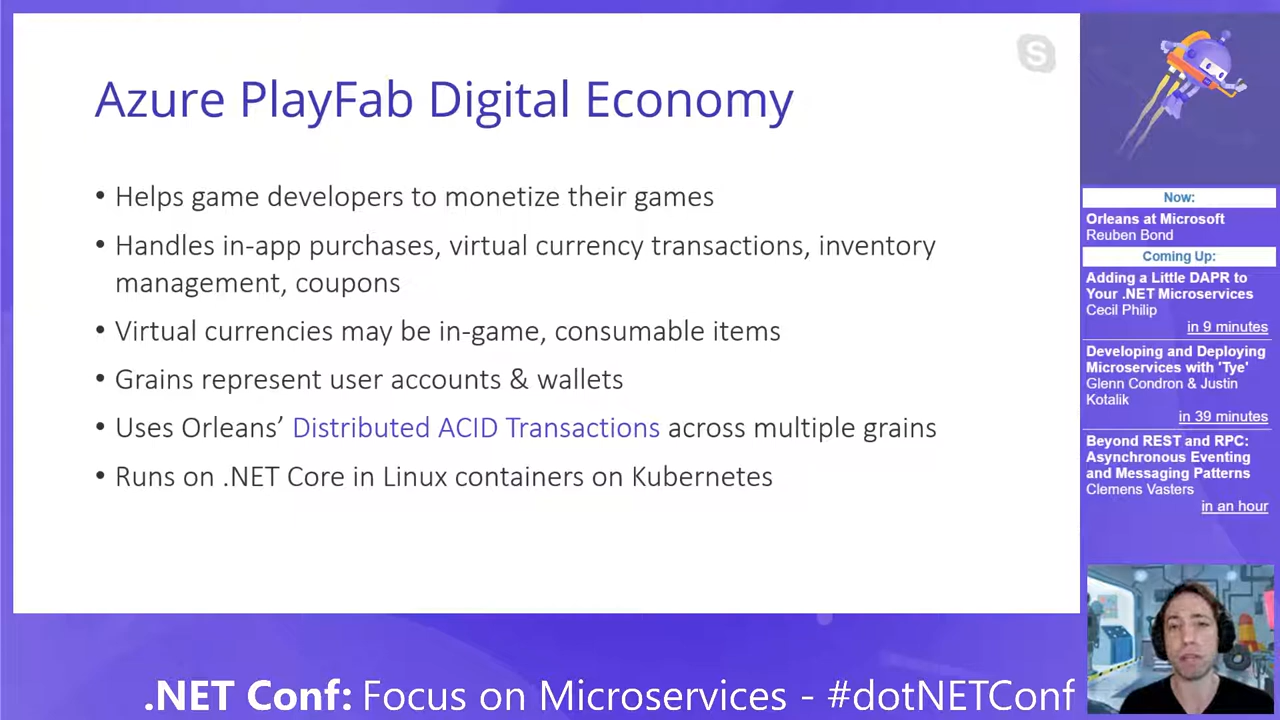 Azure PlayFab Digital Economy
• Helps game developers to monetize their games
• Handles in-app purchases, virtual currency transactions, inventory
management, coupons
• Virtual currencies may be in-game, consumable items
• Grains represent user accounts & wallets
• Uses Orleans’ Distributed ACID Transactions across multiple grains
• Runs on .NET Core in Linux containers on Kubernetes
S
Now:
Orleans at Microsoft
Reuben Bond
Coming Up:
Adding a Little DAPR to
Your .NET Microservices
Cecil Philip
in 9 minutes
Developing and Deploying
Microservices with 'Tye'
Glenn Condron & Justin
Kotalik
in 39 minutes
Beyond REST and RPC:
Asynchronous Eventing
and Messaging Patterns
Clemens Vasters
in an hour
.NET Conf: Focus on Microservices - #dotNETConf